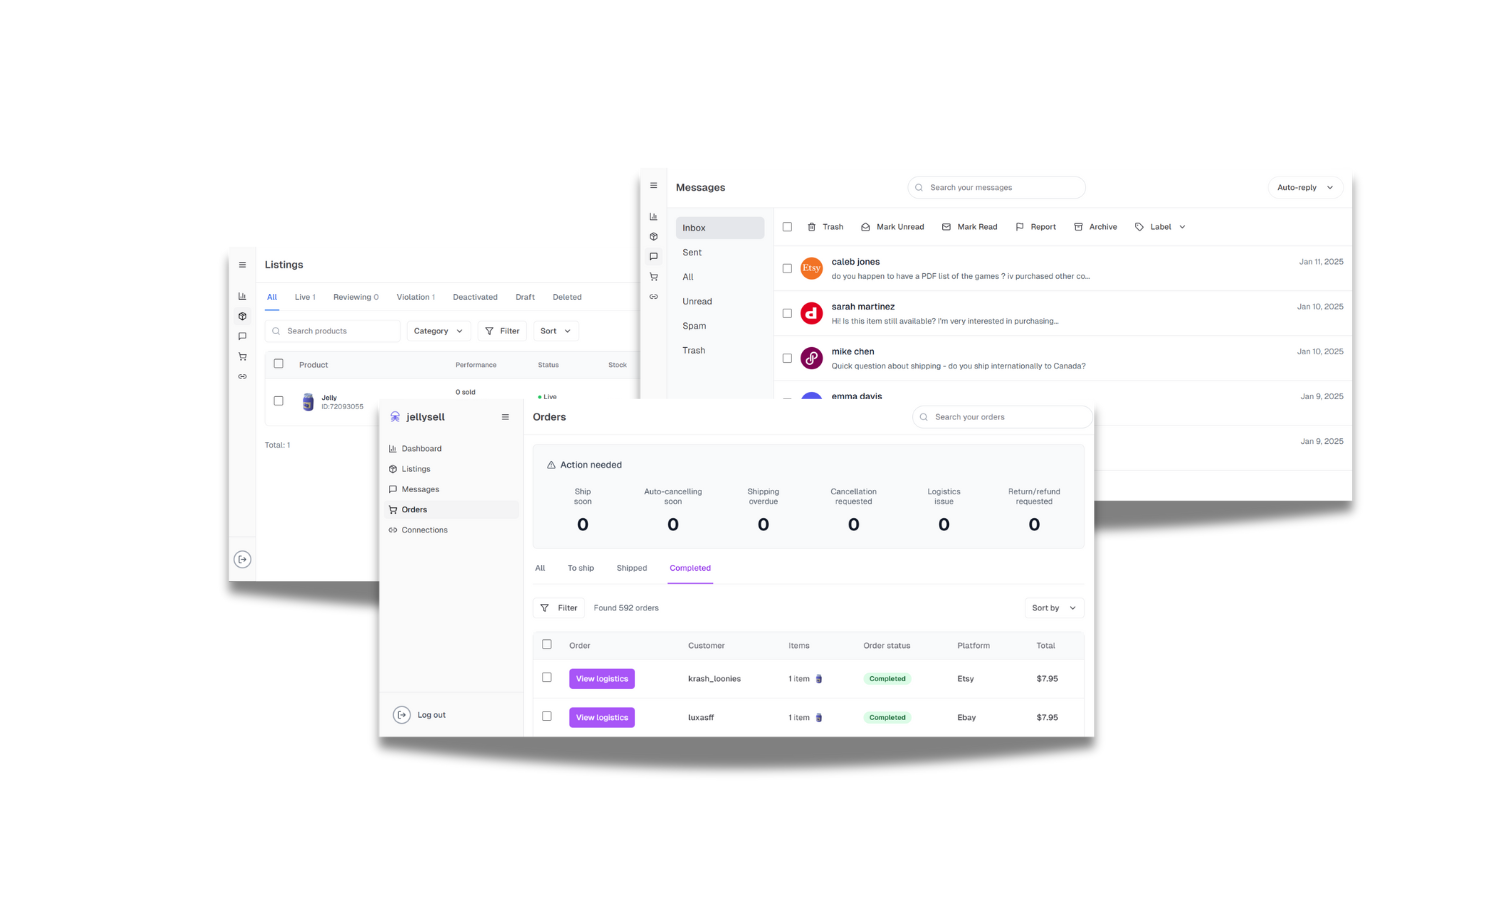 Messages
Search your messages
Auto-reply
Inbox
Sent
All
Unread
Spam
Trash
Trash
Mark Unread
Mark Read
Report
Archive
Label
Etsy
caleb jones
do you happen to have a PDF list of the games ? iv purchased other co...
Jan 11, 2025
sarah martinez
Hi! Is this item still available? I'm very interested in purchasing...
Jan 10, 2025
mike chen
Quick question about shipping - do you ship internationally to Canada?
Jan 10, 2025
emma davis
Jan 9, 2025
Jan 9, 2025
Listings
All
Live 1
Reviewing 0
Violation 1
Deactivated
Draft
Deleted
Search products
Category
Filter
Sort
Product
Performance
Status
Stock
Jelly
ID:72093055
0 sold
Live
Total: 1
jellysell
Dashboard
Listings
Messages
Orders
Connections
Log out
Orders
Search your orders
Action needed
Ship
soon
0
Auto-cancelling
soon
0
Shipping
overdue
0
Cancellation
requested
0
Logistics
issue
0
Return/refund
requested
0
All
To ship
Shipped
Completed
Filter
Found 592 orders
Sort by
Order
Customer
Items
Order status
Platform
Total
View logistics
krash_loonies
1 item
Completed
Etsy
$7.95
View logistics
luxasff
1 item
Completed
Ebay
$7.95